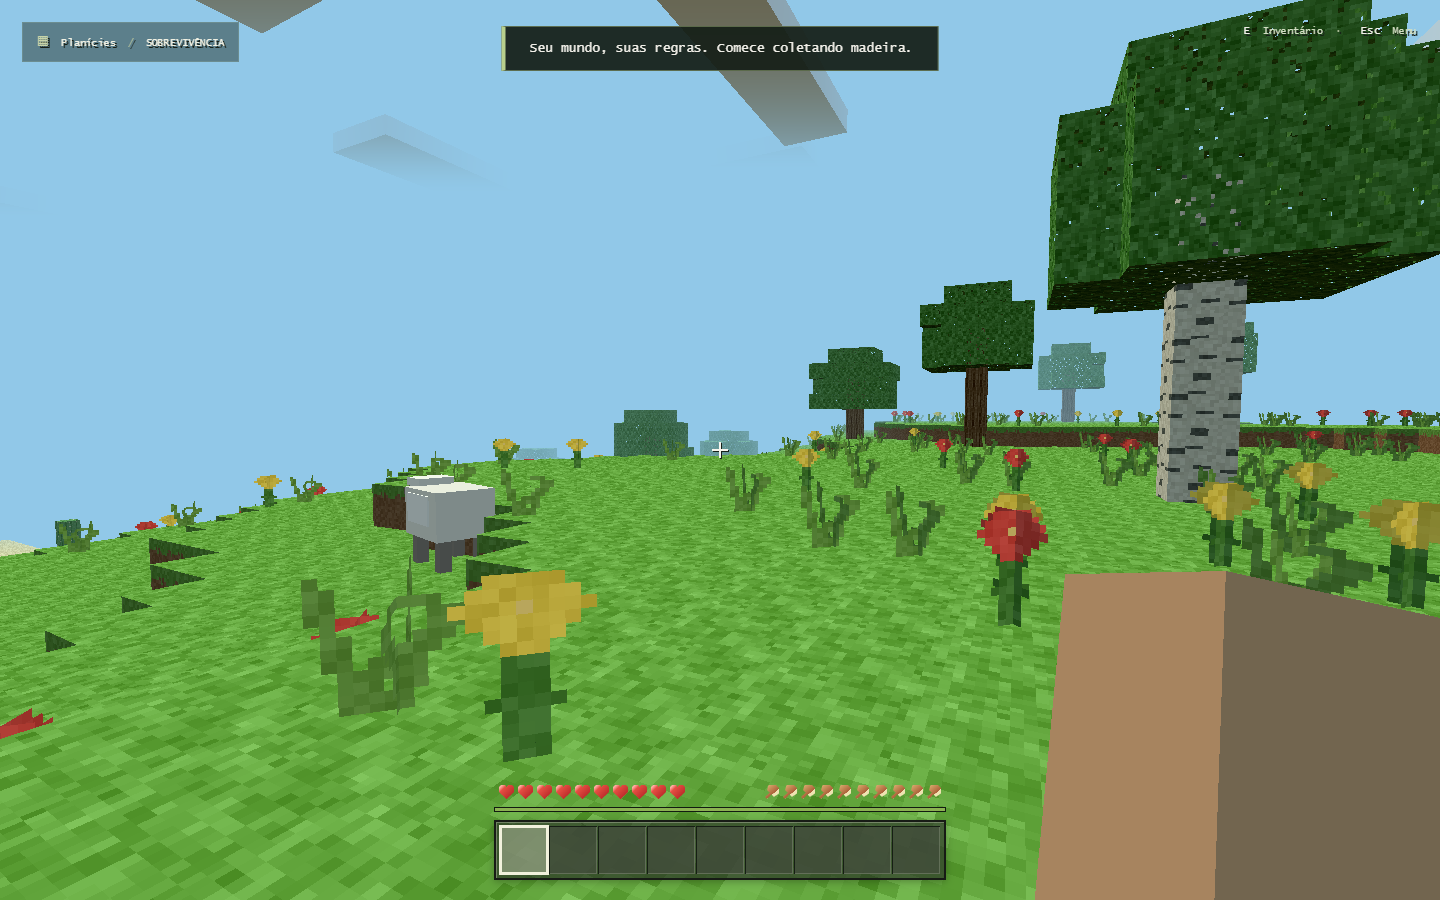 Planícies / SOBREVIVÊNCIA
Seu mundo, suas regras. Comece coletando madeira.
E Inventário · ESC Menu